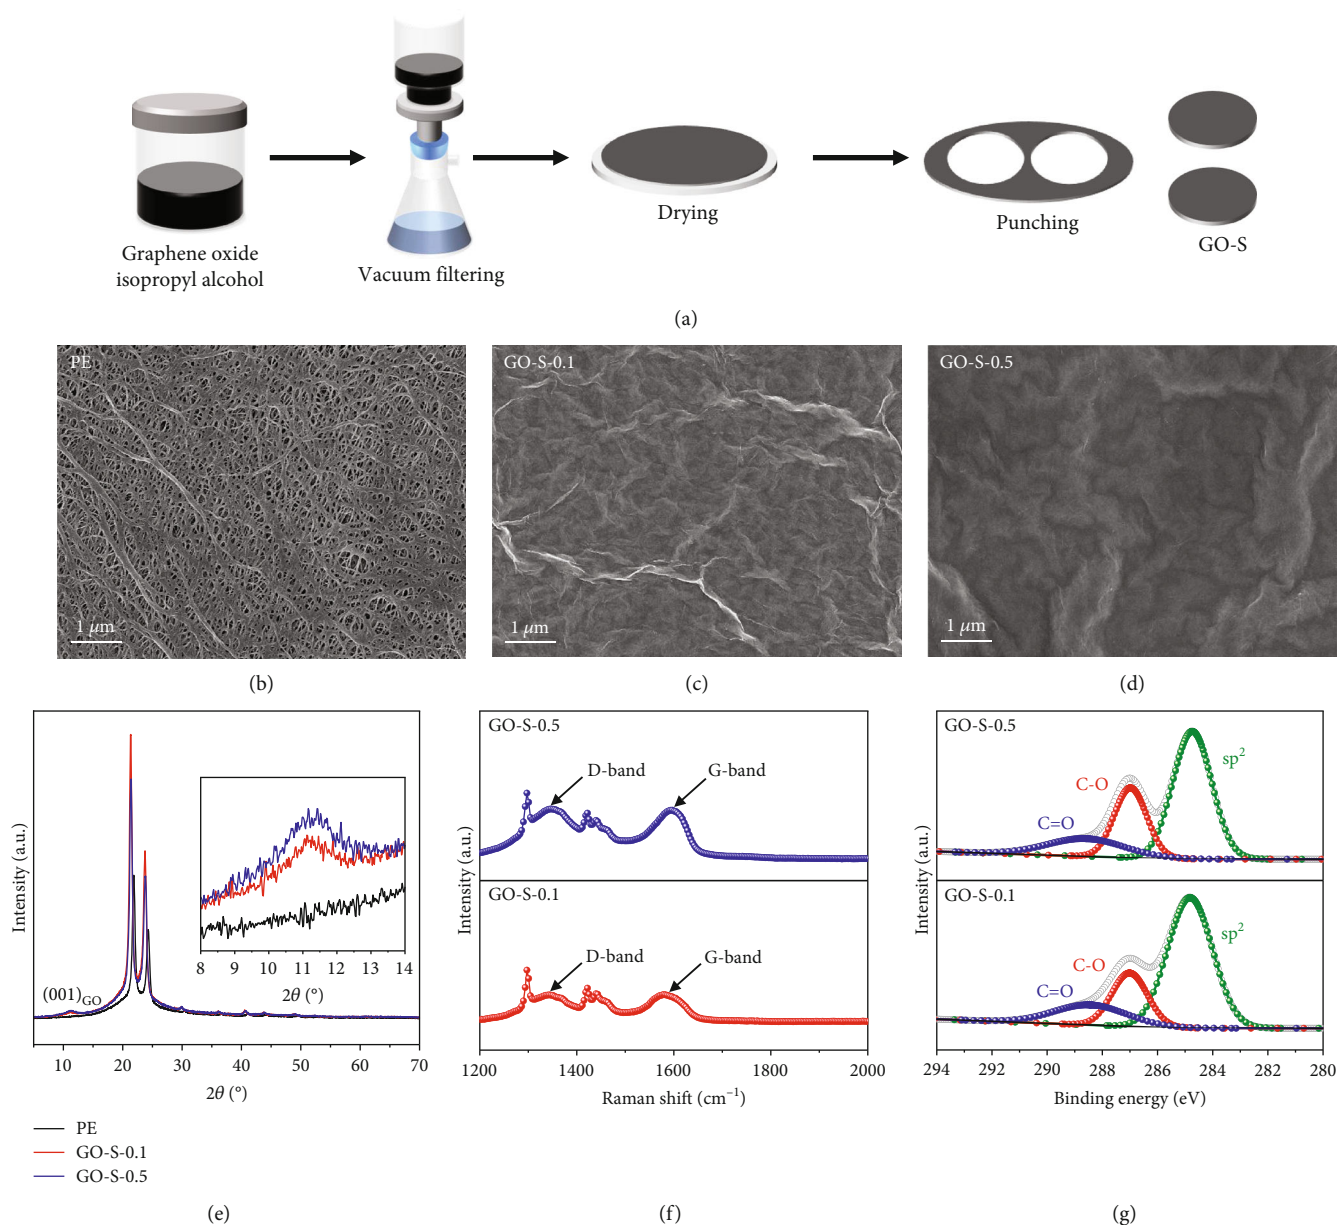 Graphene oxide
isopropyl alcohol
Vacuum filtering
Drying
Punching
GO-S
(a)
PE
1 μm
(b)
GO-S-0.1
1 μm
(c)
GO-S-0.5
1 μm
(d)
Intensity (a.u.)
(001)GO
8 9 10 11 12 13 14
2θ (°)
10 20 30 40 50 60 70
2θ (°)
PE
GO-S-0.1
GO-S-0.5
(e)
Intensity (a.u.)
GO-S-0.5
D-band
G-band
GO-S-0.1
D-band
G-band
1200 1400 1600 1800 2000
Raman shift (cm⁻¹)
(f)
Intensity (a.u.)
GO-S-0.5
sp²
C-O
C=O
GO-S-0.1
sp²
C-O
C=O
294 292 290 288 286 284 282 280
Binding energy (eV)
(g)